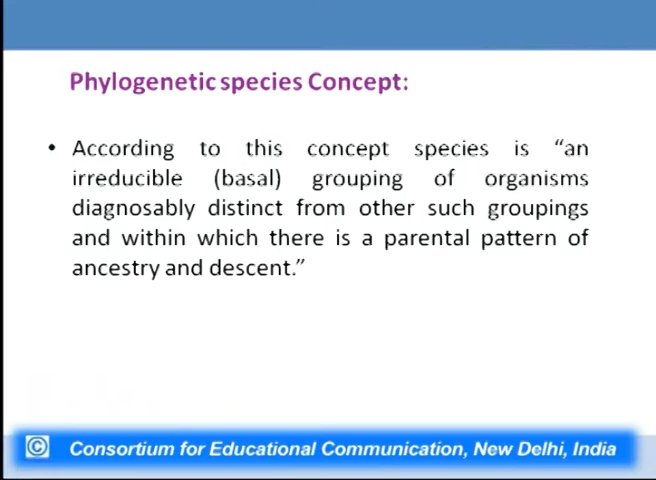 Phylogenetic species Concept:
• According to this concept species is “an
irreducible (basal) grouping of organisms
diagnosably distinct from other such groupings
and within which there is a parental pattern of
ancestry and descent.”
© Consortium for Educational Communication, New Delhi, India